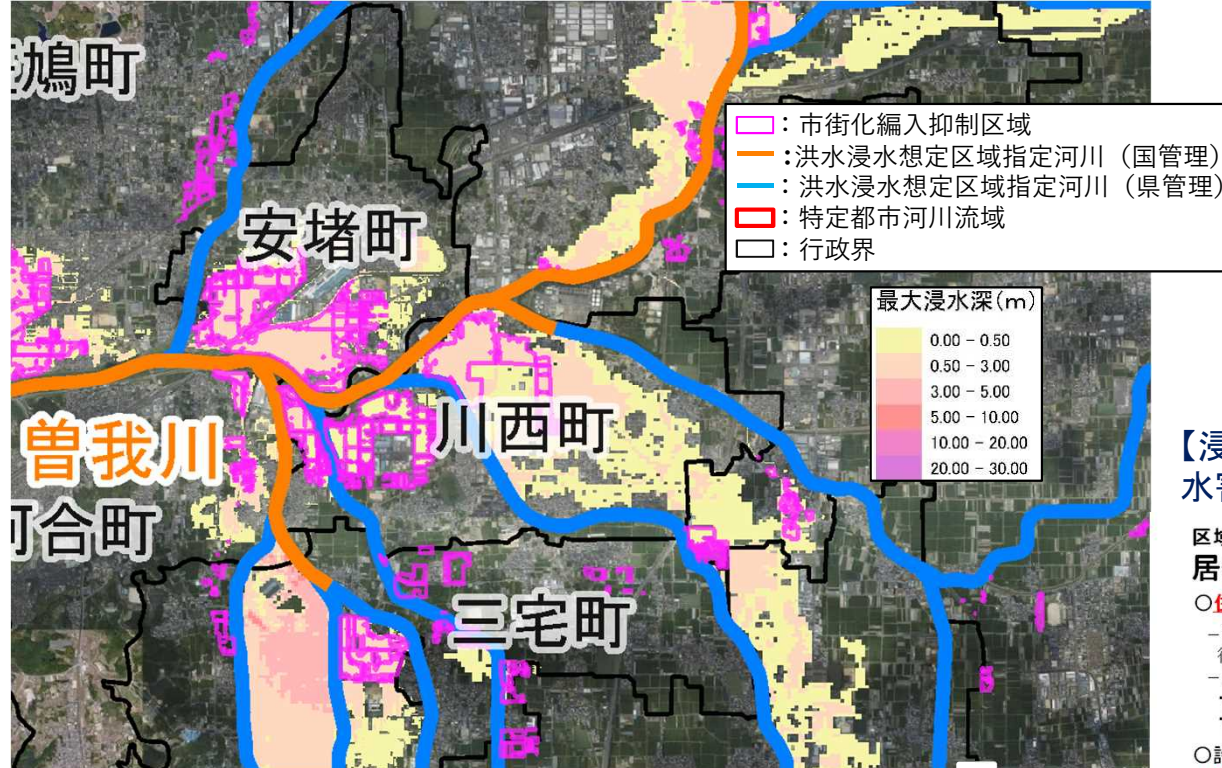 鳩町
：市街化編入抑制区域
：洪水浸水想定区域指定河川（国管理）
：洪水浸水想定区域指定河川（県管理）
：特定都市河川流域
：行政界
安堵町
最大浸水深(m)
0.00 - 0.50
0.50 - 3.00
3.00 - 5.00
5.00 - 10.00
10.00 - 20.00
20.00 - 30.00
川西町
曽我川
河合町
三宅町
【浸
水害
区域
居
○住
○